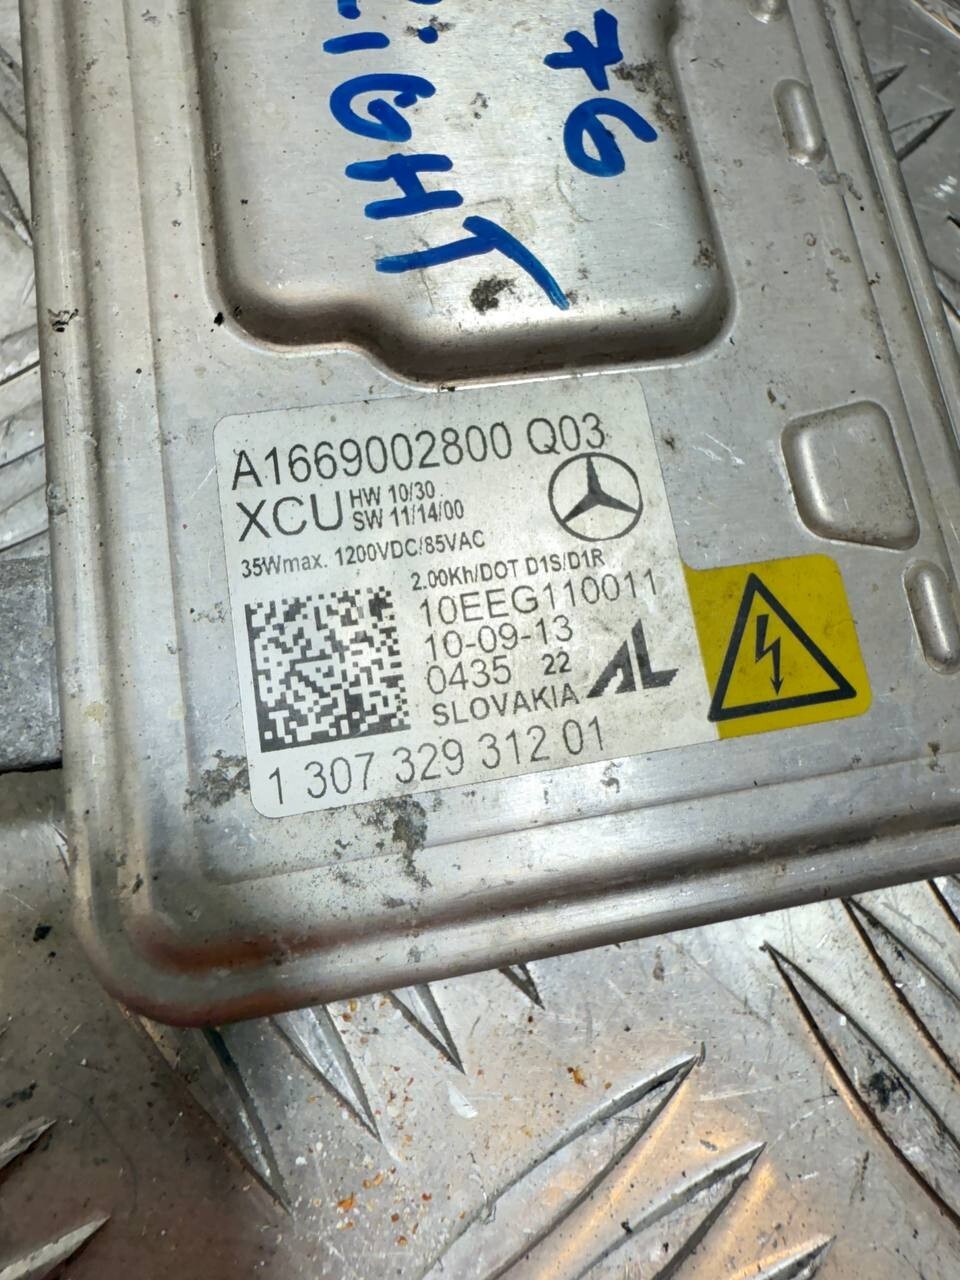 RIGHT
76
A1669002800 Q03
XCU HW 10/30
SW 11/14/00
35Wmax. 1200VDC/85VAC
2.00Kh/DOT D1S/D1R
10EEG110011
10-09-13
0435 22
SLOVAKIA AL
1 307 329 312 01